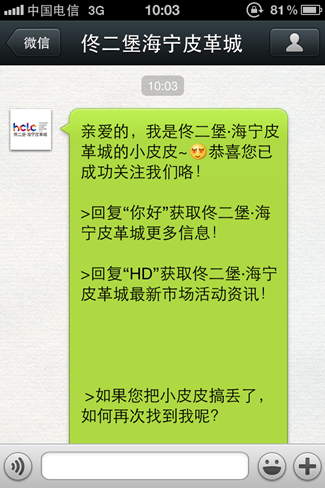 中国电信 3G 10:03 81%
微信 佟二堡海宁皮革城
10:03
hclc
佟二堡·海宁皮革城
亲爱的，我是佟二堡·海宁皮
革城的小皮皮~恭喜您已
成功关注我们咯！
>回复“你好”获取佟二堡·海
宁皮革城更多信息！
>回复“HD”获取佟二堡·海宁
皮革城最新市场活动资讯！
>如果您把小皮皮搞丢了，
如何再次找到我呢？